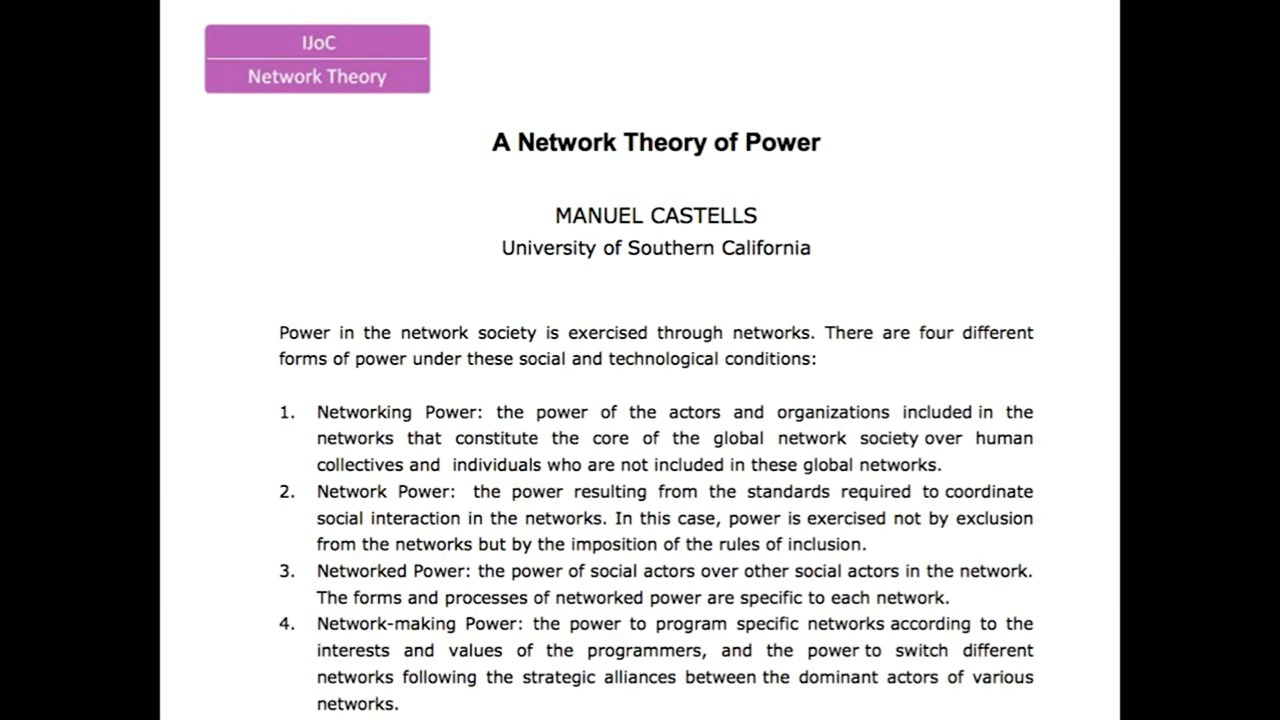 IJoC
Network Theory
A Network Theory of Power
MANUEL CASTELLS
University of Southern California
Power in the network society is exercised through networks. There are four different
forms of power under these social and technological conditions:
1. Networking Power: the power of the actors and organizations included in the
networks that constitute the core of the global network society over human
collectives and individuals who are not included in these global networks.
2. Network Power: the power resulting from the standards required to coordinate
social interaction in the networks. In this case, power is exercised not by exclusion
from the networks but by the imposition of the rules of inclusion.
3. Networked Power: the power of social actors over other social actors in the network.
The forms and processes of networked power are specific to each network.
4. Network-making Power: the power to program specific networks according to the
interests and values of the programmers, and the power to switch different
networks following the strategic alliances between the dominant actors of various
networks.